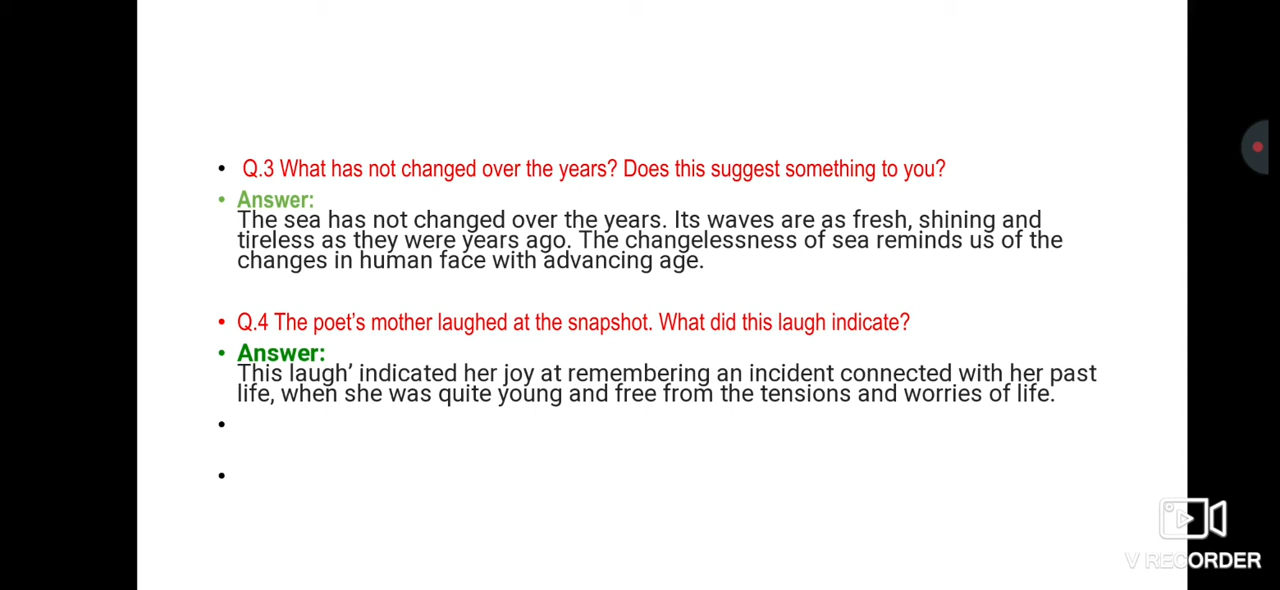 Q.3 What has not changed over the years? Does this suggest something to you?
Answer:
The sea has not changed over the years. Its waves are as fresh, shining and
tireless as they were years ago. The changelessness of sea reminds us of the
changes in human face with advancing age.
Q.4 The poet’s mother laughed at the snapshot. What did this laugh indicate?
Answer:
This laugh’ indicated her joy at remembering an incident connected with her past
life, when she was quite young and free from the tensions and worries of life.
V RECORDER